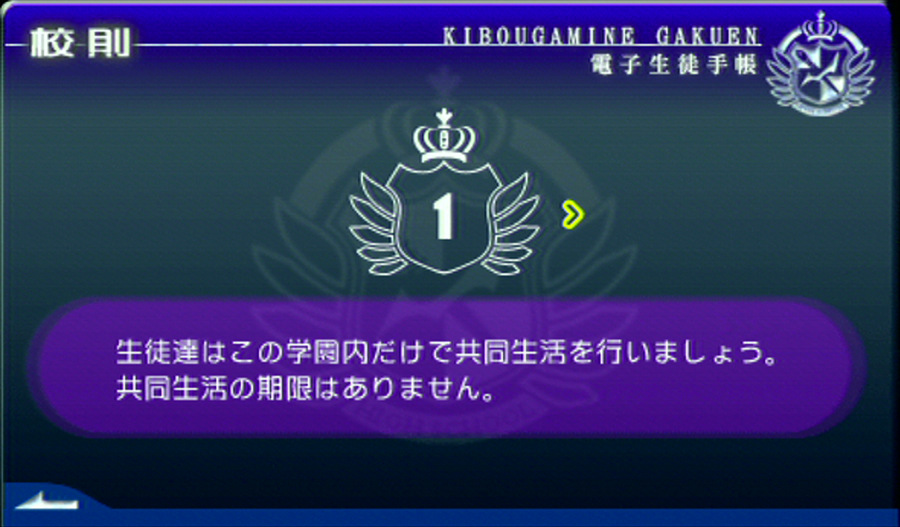 校則
KIBOUGAMINE GAKUEN
電子生徒手帳
1
生徒達はこの学園内だけで共同生活を行いましょう。
共同生活の期限はありません。